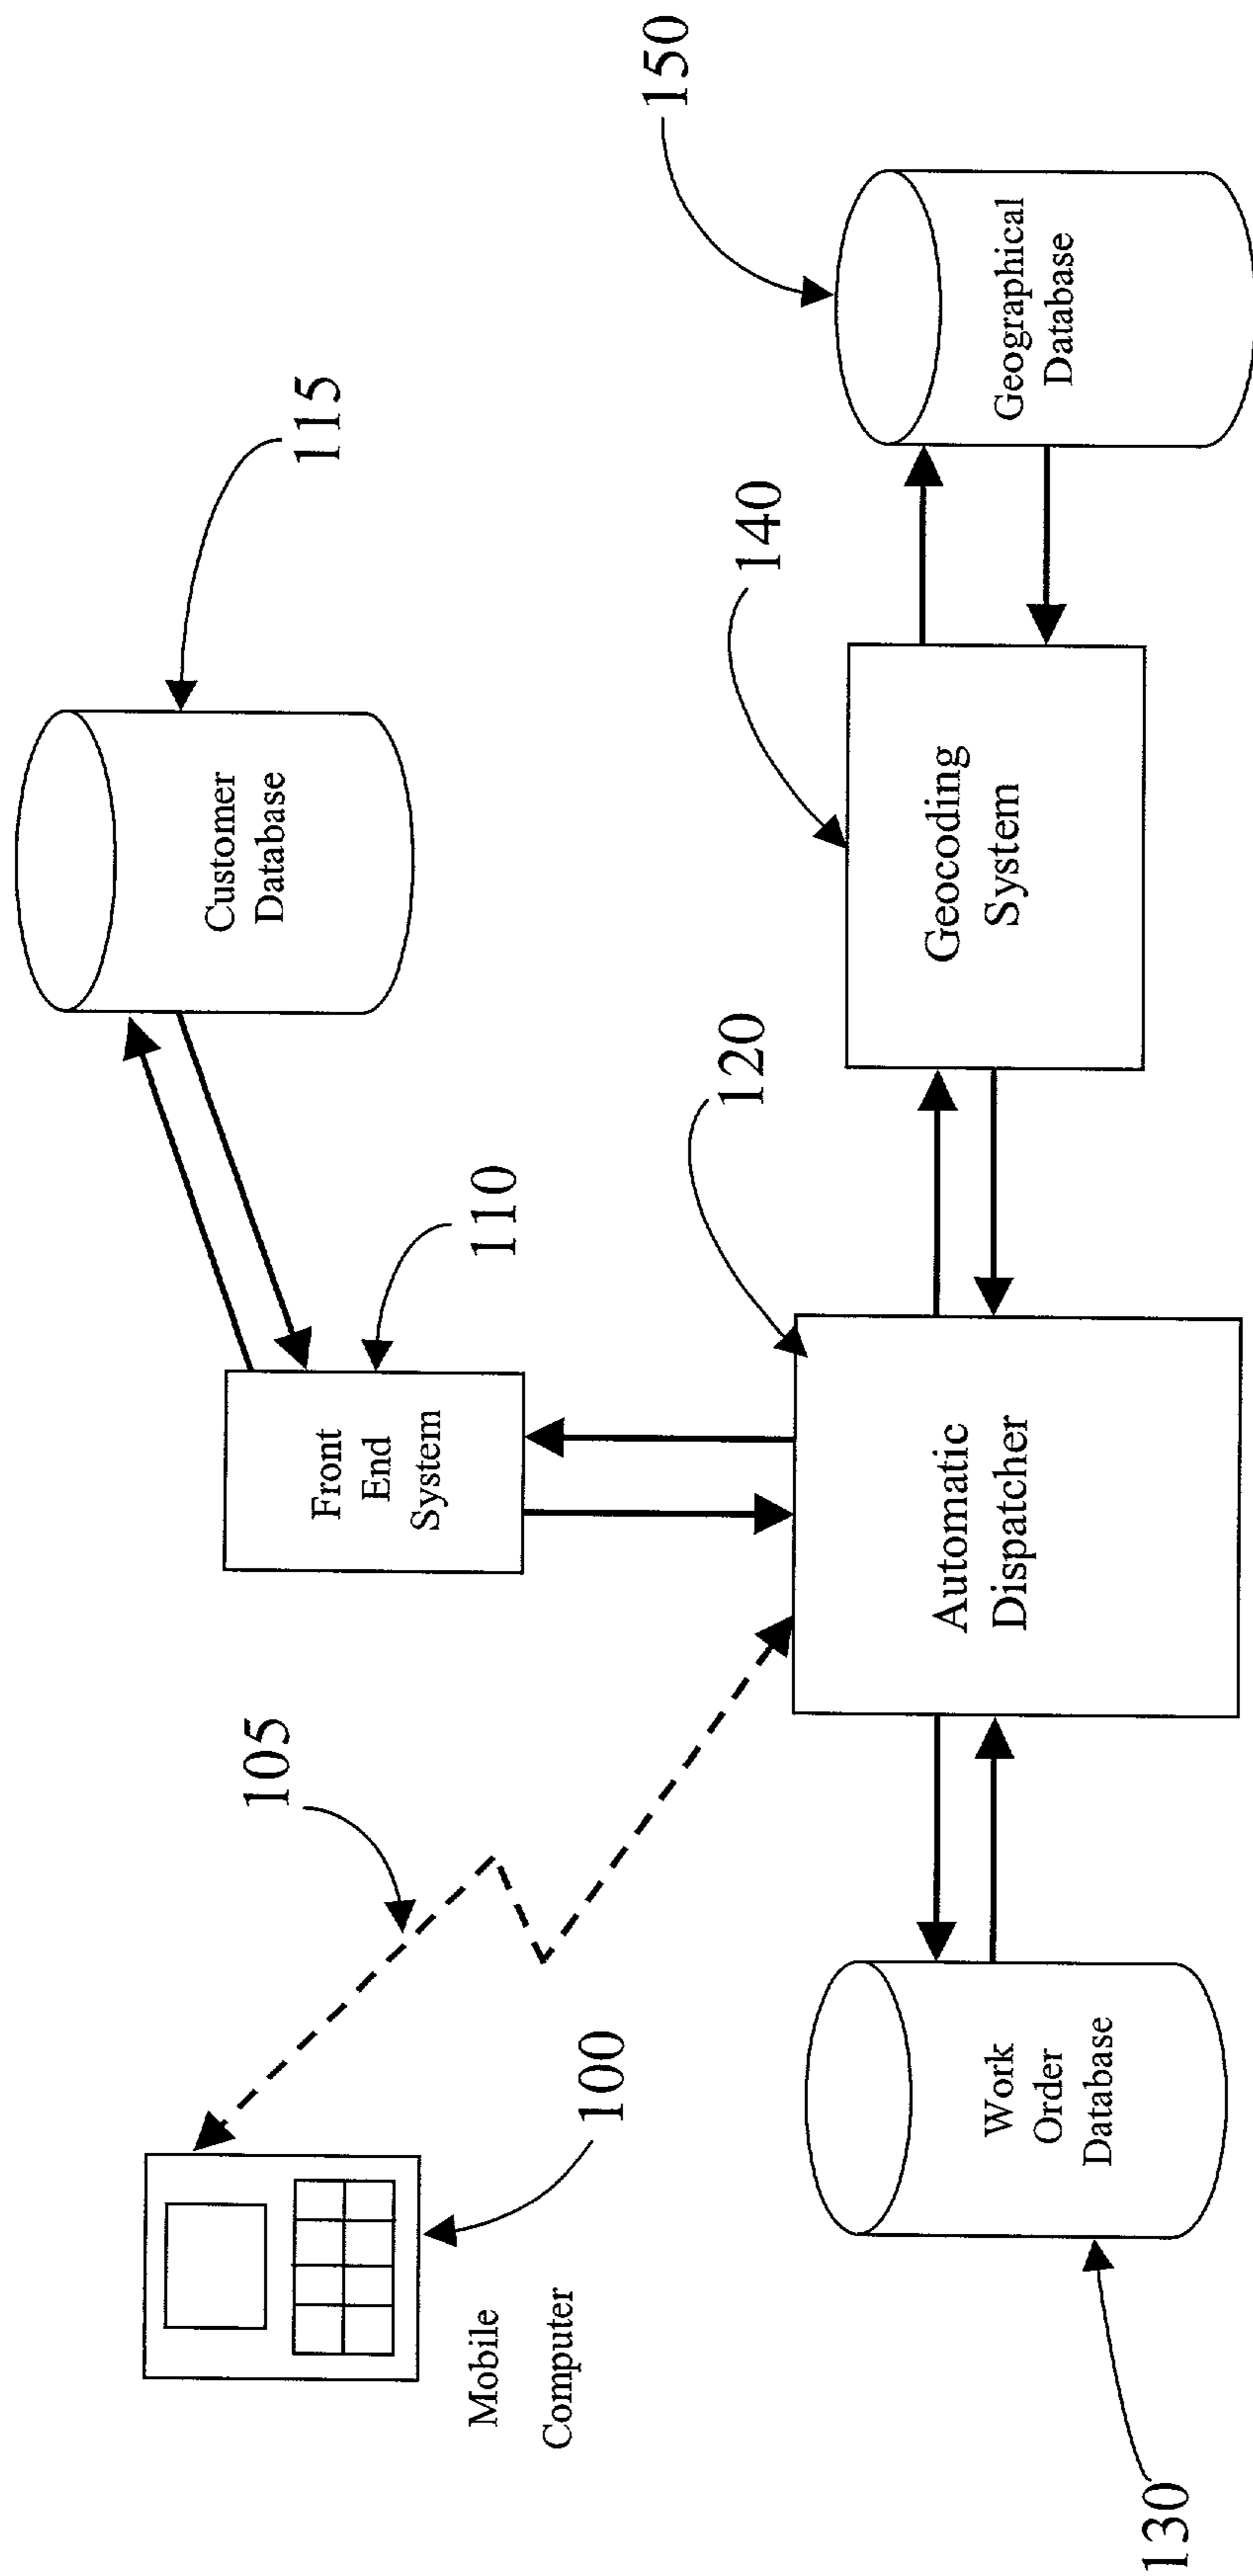 115
Customer
Database
110
Front
End
System
105
100
Mobile
Computer
150
Geographical
Database
140
Geocoding
System
120
Automatic
Dispatcher
Work
Order
Database
130